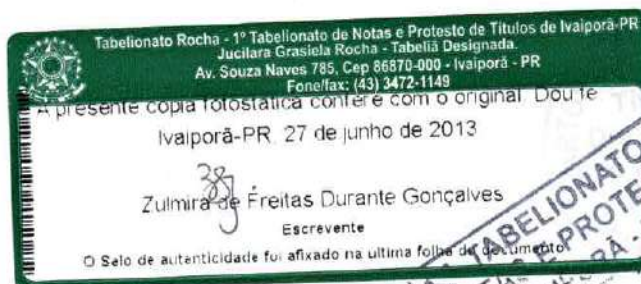 Tabelionato Rocha - 1º Tabelionato de Notas e Protesto de Títulos de Ivaiporã-PR
Jucilara Grasiela Rocha - Tabeliã Designada.
Av. Souza Naves 785, Cep 86870-000 - Ivaiporã - PR
Fone/fax: (43) 3472-1149
A presente cópia fotostática confere com o original. Dou fé
Ivaiporã-PR, 27 de junho de 2013
Zulmira de Freitas Durante Gonçalves
Escrevente
O Selo de autenticidade foi afixado na ultima folha do documento
TABELIONATO
E PROTE